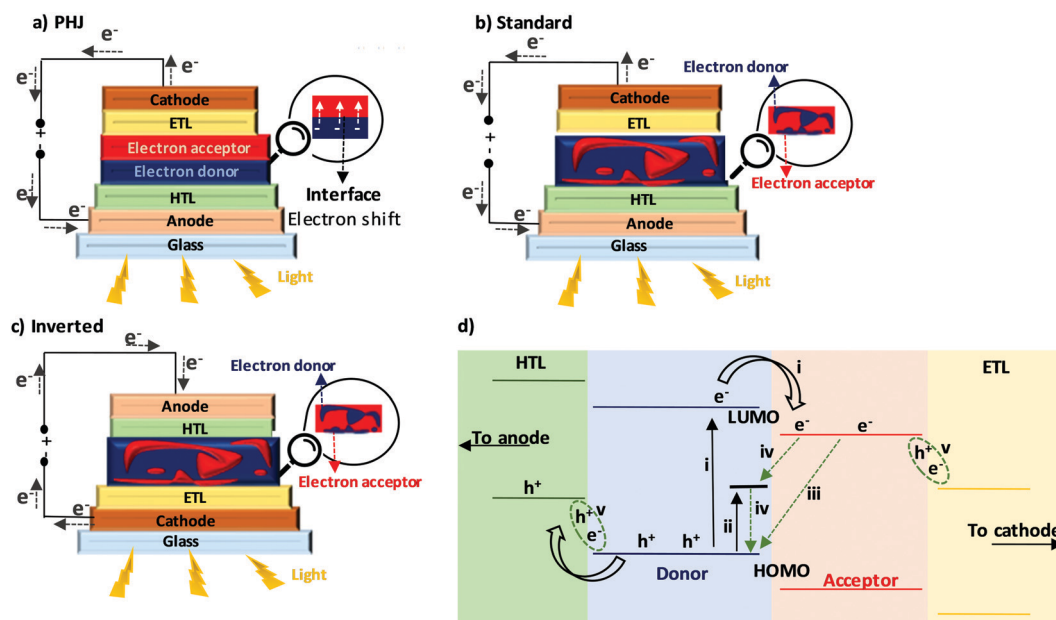 a) PHJ
e-
e-
e-
Cathode
ETL
Electron acceptor
Electron donor
HTL
Anode
Glass
+
-
e-
e-
Interface
Electron shift
Light
b) Standard
e-
e-
e-
Electron donor
Cathode
ETL
Electron acceptor
HTL
Anode
Glass
+
-
e-
e-
Light
c) Inverted
e-
e-
e-
Electron donor
Anode
HTL
Electron acceptor
ETL
Cathode
Glass
+
-
e-
e-
Light
d)
HTL
i
ETL
e-
LUMO
e-
e-
To anode
i
iv
h+ v
e-
h+
iii
h+ v
e-
ii
iv
h+
h+
To cathode
Donor
HOMO
Acceptor